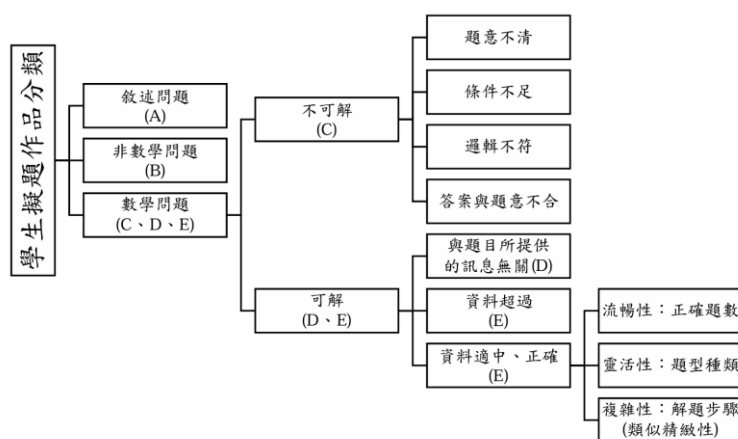 學生擬題作品分類
敘述問題
(A)
非數學問題
(B)
數學問題
(C、D、E)
不可解
(C)
題意不清
條件不足
邏輯不符
答案與題意不合
可解
(D、E)
與題目所提供
的訊息無關(D)
資料超過
(E)
資料適中、正確
(E)
流暢性：正確題數
靈活性：題型種類
複雜性：解題步驟
(類似精緻性)